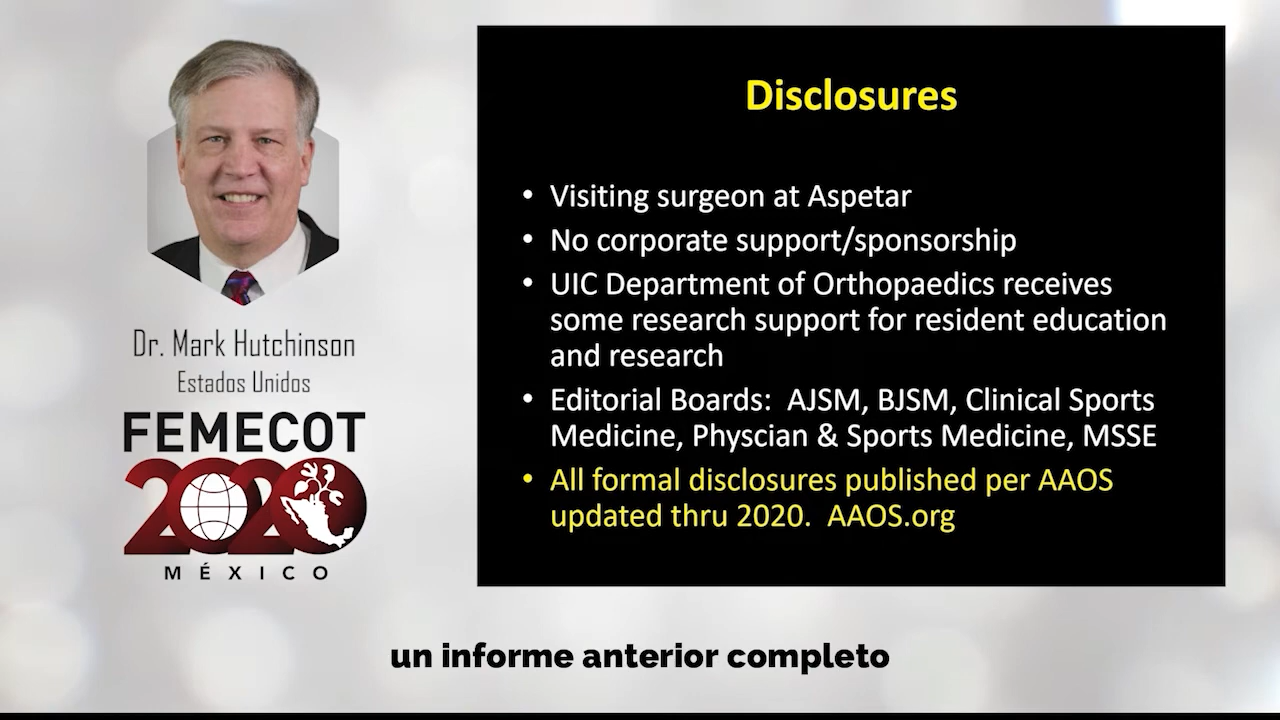 Disclosures
• Visiting surgeon at Aspetar
• No corporate support/sponsorship
• UIC Department of Orthopaedics receives
some research support for resident education
and research
• Editorial Boards:  AJSM, BJSM, Clinical Sports
Medicine, Physcian & Sports Medicine, MSSE
• All formal disclosures published per AAOS
updated thru 2020.  AAOS.org
Dr. Mark Hutchinson
Estados Unidos
FEMECOT
2020
MÉXICO
un informe anterior completo